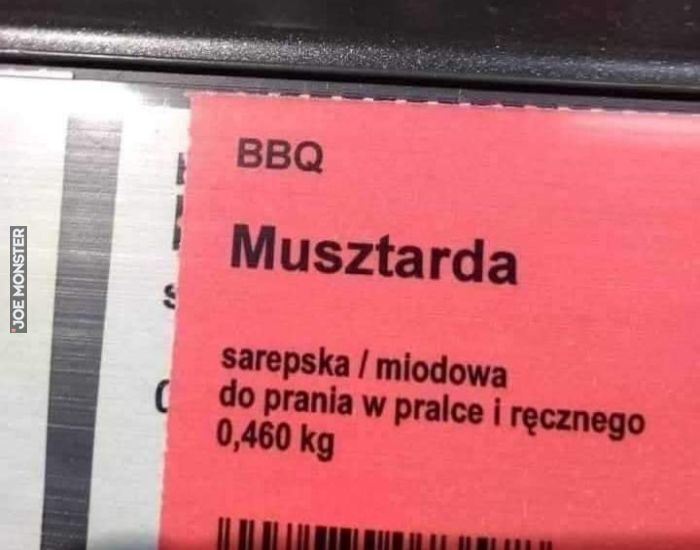 BBQ
Musztarda
sarepska / miodowa
do prania w pralce i ręcznego
0,460 kg
JOE MONSTER